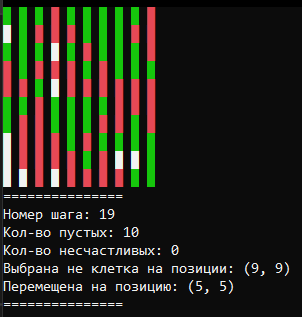 ===============
Номер шага: 19
Кол-во пустых: 10
Кол-во несчастливых: 0
Выбрана не клетка на позиции: (9, 9)
Перемещена на позицию: (5, 5)
===============